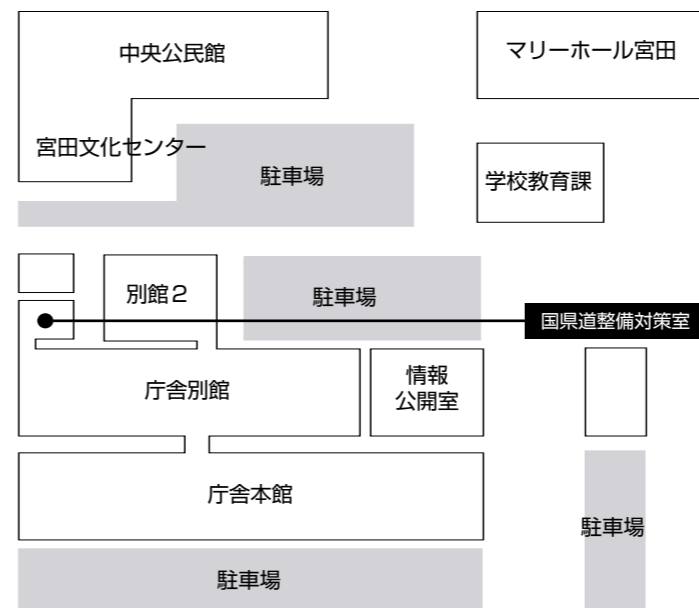 中央公民館
マリーホール宮田
宮田文化センター
駐車場
学校教育課
別館２
駐車場
国県道整備対策室
庁舎別館
情報
公開室
庁舎本館
駐車場
駐車場